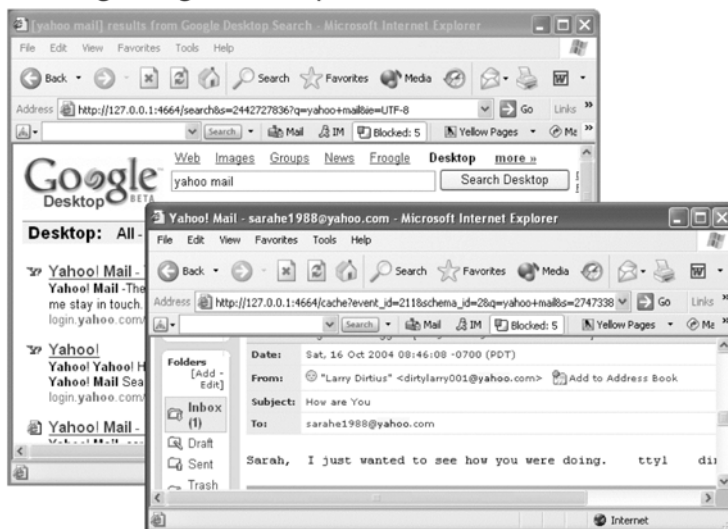 [yahoo mail] results from Google Desktop Search - Microsoft Internet Explorer
File Edit View Favorites Tools Help
Back Search Favorites Media
Address http://127.0.0.1:4664/search&s=2442727836?q=yahoo+mail&ie=UTF-8 Go Links »
Search Mail IM Blocked: 5 Yellow Pages »
Web Images Groups News Froogle Desktop more »
Google
Desktop BETA
yahoo mail Search Desktop
Desktop: All -
Yahoo! Mail -
Yahoo! Mail -The
me stay in touch.
login.yahoo.com/
Yahoo!
Yahoo! Yahoo! H
Yahoo! Mail Sea
login.yahoo.com/
Yahoo! Mail -
Yahoo! Mail - sarahe1988@yahoo.com - Microsoft Internet Explorer
File Edit View Favorites Tools Help
Back Search Favorites Media
Address http://127.0.0.1:4664/cache?event_id=211&schema_id=2&q=yahoo+mail&s=2747338 Go Links »
Search Mail IM Blocked: 5 Yellow Pages »
Folders
[Add -
Edit]
Inbox
(1)
Draft
Sent
Trash
Date: Sat, 16 Oct 2004 08:46:08 -0700 (PDT)
From: "Larry Dirtius" <dirtylarry001@yahoo.com> Add to Address Book
Subject: How are You
To: sarahe1988@yahoo.com
Sarah, I just wanted to see how you were doing. ttyl
Internet